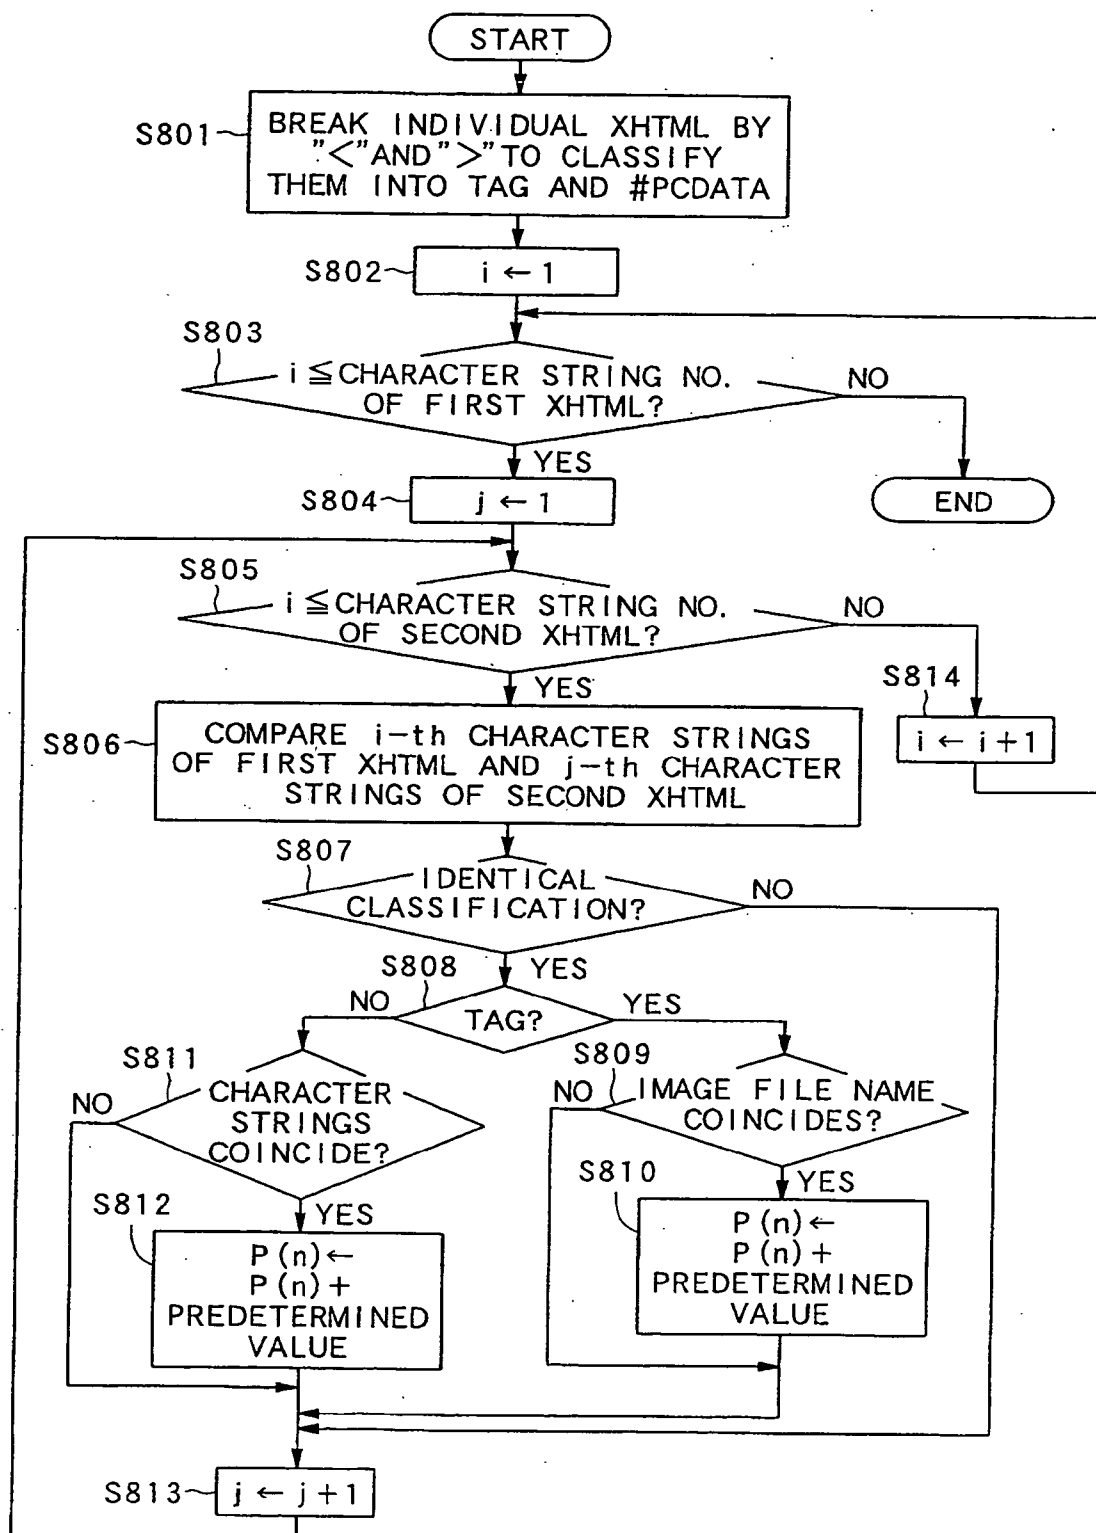 START
S801
BREAK INDIVIDUAL XHTML BY
"<"AND">"TO CLASSIFY
THEM INTO TAG AND #PCDATA
S802
i ← 1
S803
i ≦ CHARACTER STRING NO.
OF FIRST XHTML?
NO
YES
END
S804
j ← 1
S805
i ≦ CHARACTER STRING NO.
OF SECOND XHTML?
NO
YES
S814
i ← i + 1
S806
COMPARE i-th CHARACTER STRINGS
OF FIRST XHTML AND j-th CHARACTER
STRINGS OF SECOND XHTML
S807
IDENTICAL
CLASSIFICATION?
NO
YES
S808
TAG?
NO
YES
S811
CHARACTER
STRINGS
COINCIDE?
NO
YES
S809
IMAGE FILE NAME
COINCIDES?
NO
YES
S812
P (n) ←
P (n) +
PREDETERMINED
VALUE
S810
P (n) ←
P (n) +
PREDETERMINED
VALUE
S813
j ← j + 1